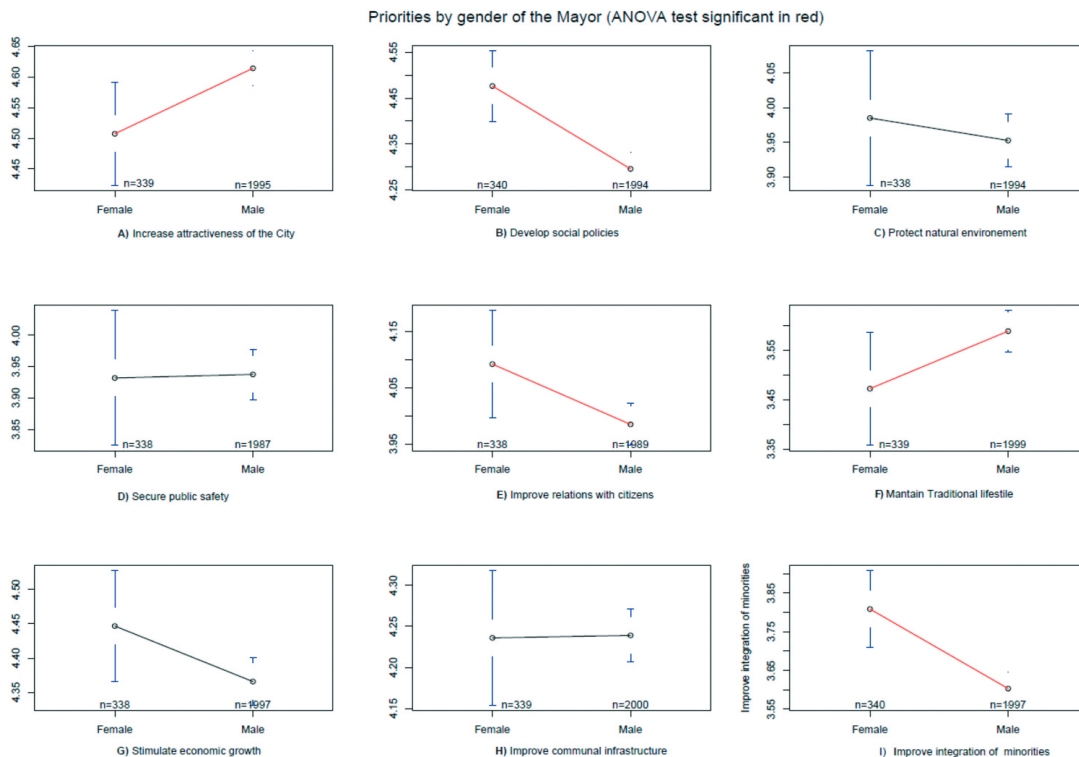 Priorities by gender of the Mayor (ANOVA test significant in red)
4.65
4.60
4.55
4.50
4.45
n=339
n=1995
Female
Male
A) Increase attractiveness of the City
4.55
4.45
4.35
4.25
n=340
n=1994
Female
Male
B) Develop social policies
4.05
4.00
3.95
3.90
n=338
n=1994
Female
Male
C) Protect natural environement
4.00
3.95
3.90
3.85
n=338
n=1987
Female
Male
D) Secure public safety
4.15
4.05
3.95
n=338
n=1989
Female
Male
E) Improve relations with citizens
3.55
3.45
3.35
n=339
n=1999
Female
Male
F) Mantain Traditional lifestile
4.50
4.45
4.40
4.35
n=338
n=1997
Female
Male
G) Stimulate economic growth
4.30
4.25
4.20
4.15
n=339
n=2000
Female
Male
H) Improve communal infrastructure
Improve integration of minorities
3.85
3.75
3.65
3.55
n=340
n=1997
Female
Male
I) Improve integration of minorities